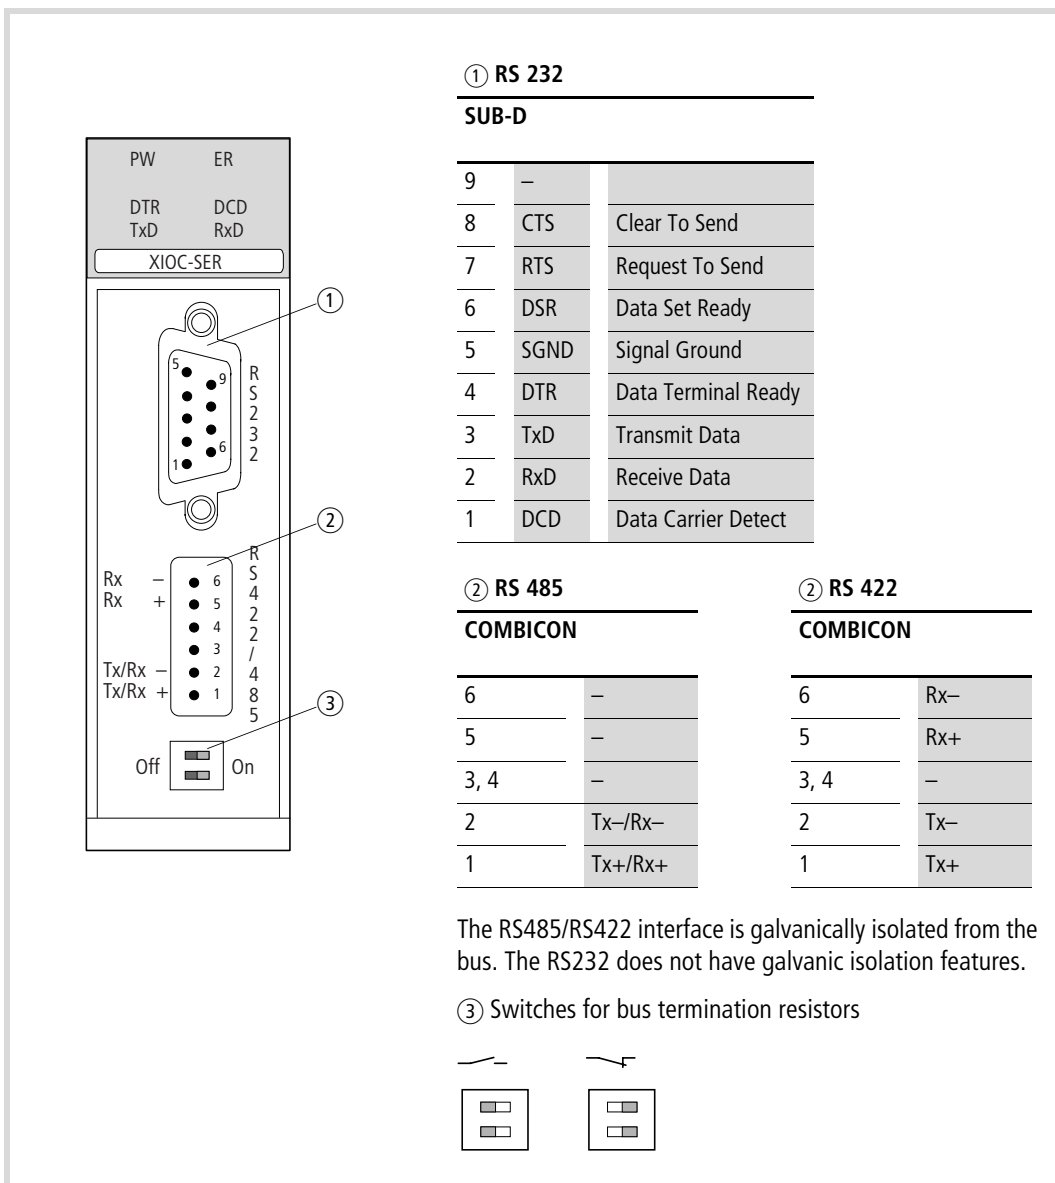 PW ER
DTR DCD
TxD RxD
XIOC-SER
①
5
9
6
1
RS232
②
RS422/485
Rx – 6
Rx + 5
4
3
Tx/Rx – 2
Tx/Rx + 1
③
Off On
① RS 232
SUB-D
9 –
8 CTS Clear To Send
7 RTS Request To Send
6 DSR Data Set Ready
5 SGND Signal Ground
4 DTR Data Terminal Ready
3 TxD Transmit Data
2 RxD Receive Data
1 DCD Data Carrier Detect
② RS 485
COMBICON
6 –
5 –
3, 4 –
2 Tx–/Rx–
1 Tx+/Rx+
② RS 422
COMBICON
6 Rx–
5 Rx+
3, 4 –
2 Tx–
1 Tx+
The RS485/RS422 interface is galvanically isolated from the
bus. The RS232 does not have galvanic isolation features.
③ Switches for bus termination resistors